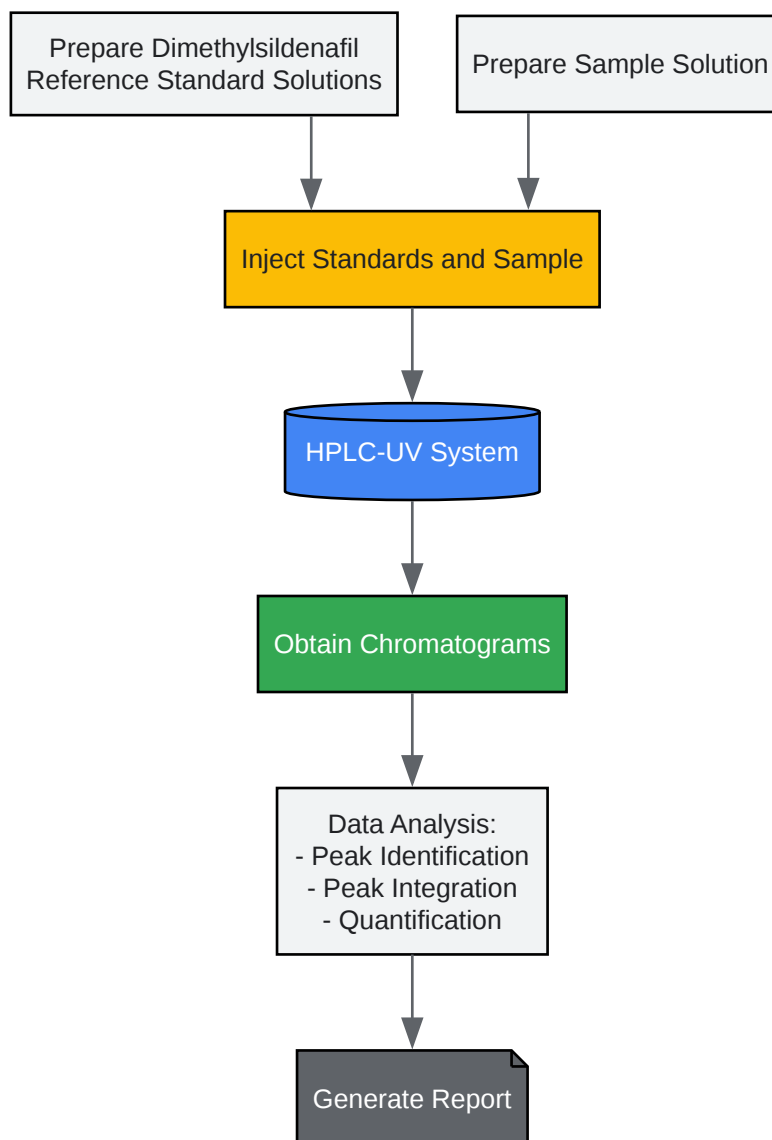 Prepare Dimethylsildenafil
Reference Standard Solutions
Prepare Sample Solution
Inject Standards and Sample
HPLC-UV System
Obtain Chromatograms
Data Analysis:
- Peak Identification
- Peak Integration
- Quantification
Generate Report